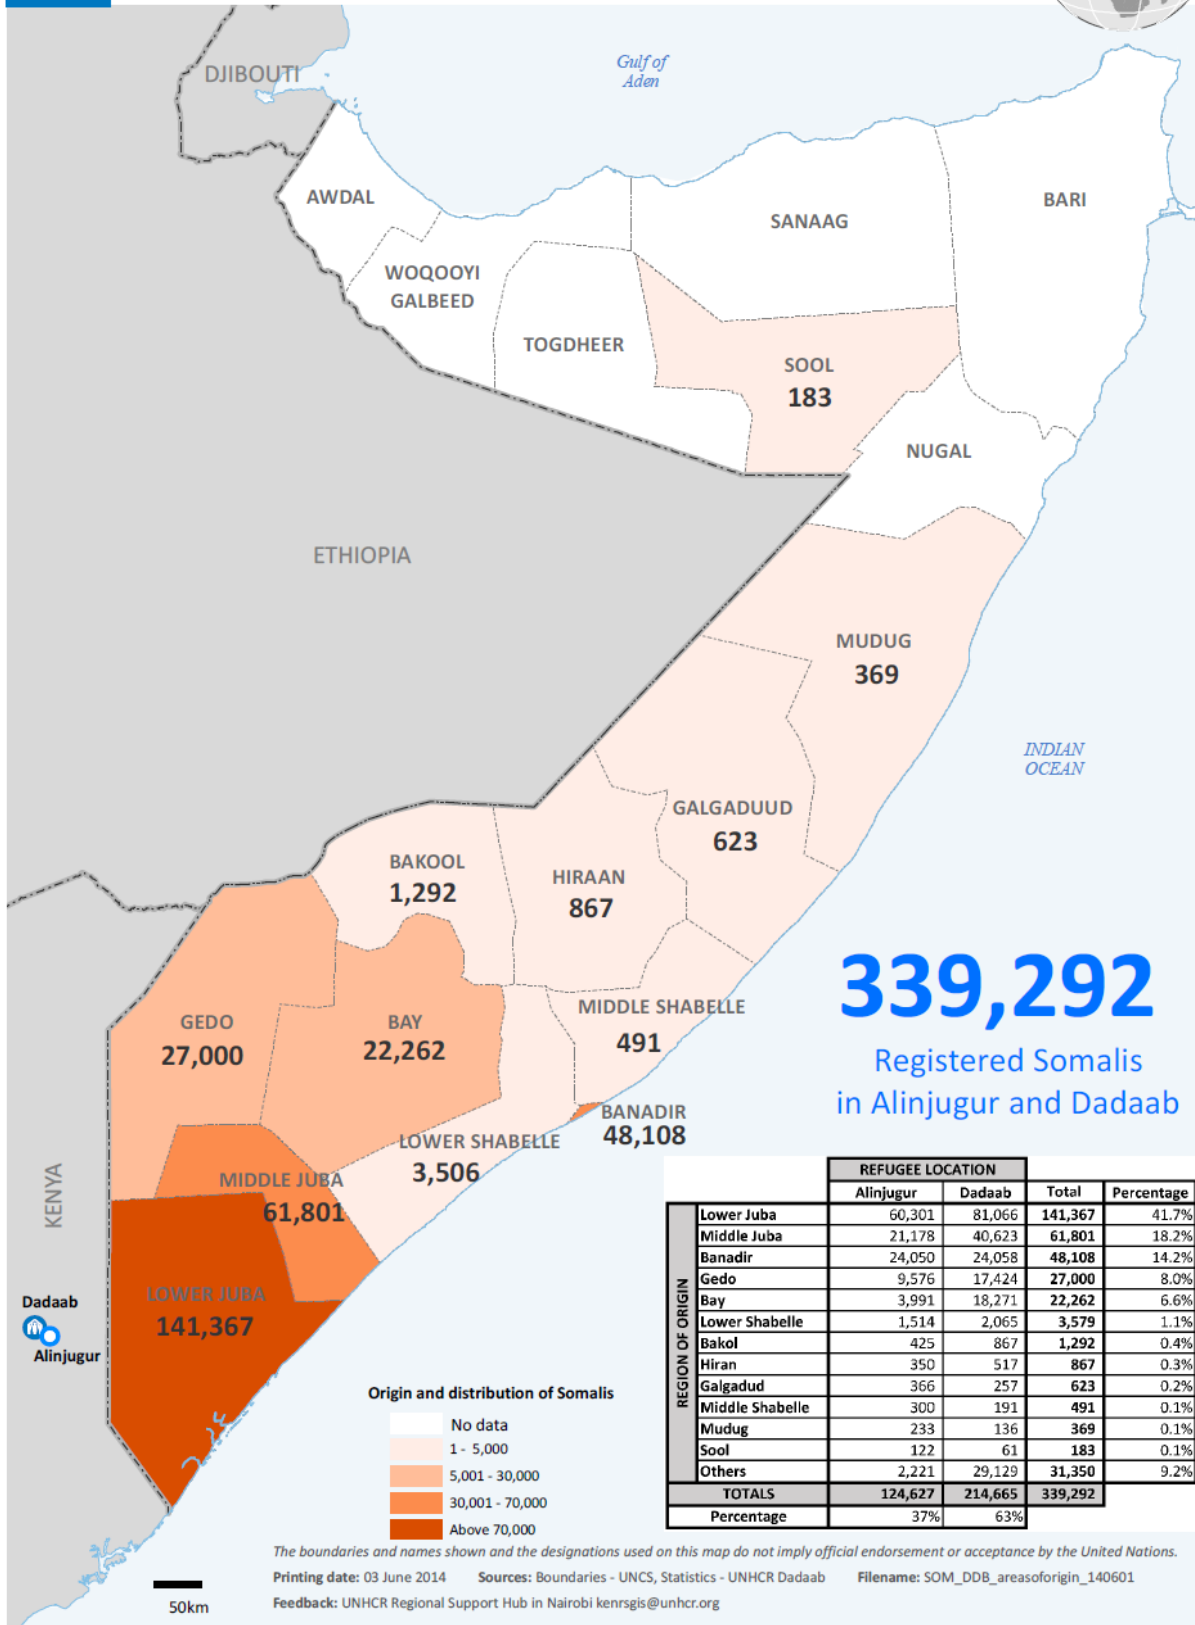 DJIBOUTI
Gulf of
Aden
AWDAL
WOQOOYI
GALBEED
TOGDHEER
SANAAG
BARI
SOOL
183
NUGAL
ETHIOPIA
MUDUG
369
INDIAN
OCEAN
GALGADUUD
623
BAKOOL
1,292
HIRAAN
867
GEDO
27,000
BAY
22,262
MIDDLE SHABELLE
491
BANADIR
48,108
LOWER SHABELLE
3,506
MIDDLE JUBA
61,801
LOWER JUBA
141,367
KENYA
Dadaab
Alinjugur
339,292
Registered Somalis
in Alinjugur and Dadaab
REFUGEE LOCATION
Alinjugur Dadaab Total Percentage
REGION OF ORIGIN
Lower Juba 60,301 81,066 141,367 41.7%
Middle Juba 21,178 40,623 61,801 18.2%
Banadir 24,050 24,058 48,108 14.2%
Gedo 9,576 17,424 27,000 8.0%
Bay 3,991 18,271 22,262 6.6%
Lower Shabelle 1,514 2,065 3,579 1.1%
Bakol 425 867 1,292 0.4%
Hiran 350 517 867 0.3%
Galgadud 366 257 623 0.2%
Middle Shabelle 300 191 491 0.1%
Mudug 233 136 369 0.1%
Sool 122 61 183 0.1%
Others 2,221 29,129 31,350 9.2%
TOTALS 124,627 214,665 339,292
Percentage 37% 63%
Origin and distribution of Somalis
No data
1 - 5,000
5,001 - 30,000
30,001 - 70,000
Above 70,000
The boundaries and names shown and the designations used on this map do not imply official endorsement or acceptance by the United Nations.
Printing date: 03 June 2014 Sources: Boundaries - UNCS, Statistics - UNHCR Dadaab Filename: SOM_DDB_areasoforigin_140601
Feedback: UNHCR Regional Support Hub in Nairobi kenrsgis@unhcr.org
50km